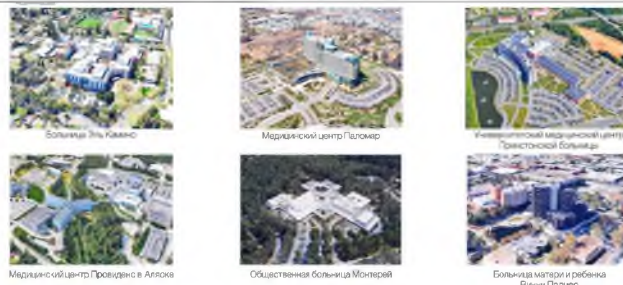 Больница Эль Камино
Медицинский центр Паломар
Университетский медицинский центр
Принстонской больницы
Медицинский центр Провиденс в Аляске
Общественная больница Монтерей
Больница матери и ребенка